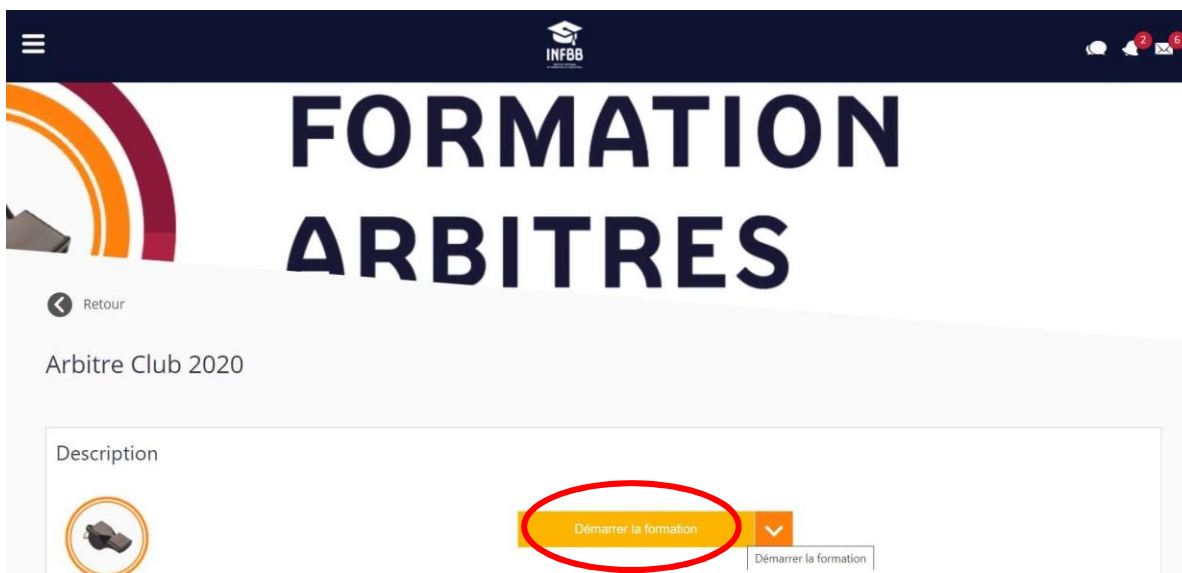 INFBB
2
6
FORMATION
ARBITRES
Retour
Arbitre Club 2020
Description
Démarrer la formation
Démarrer la formation